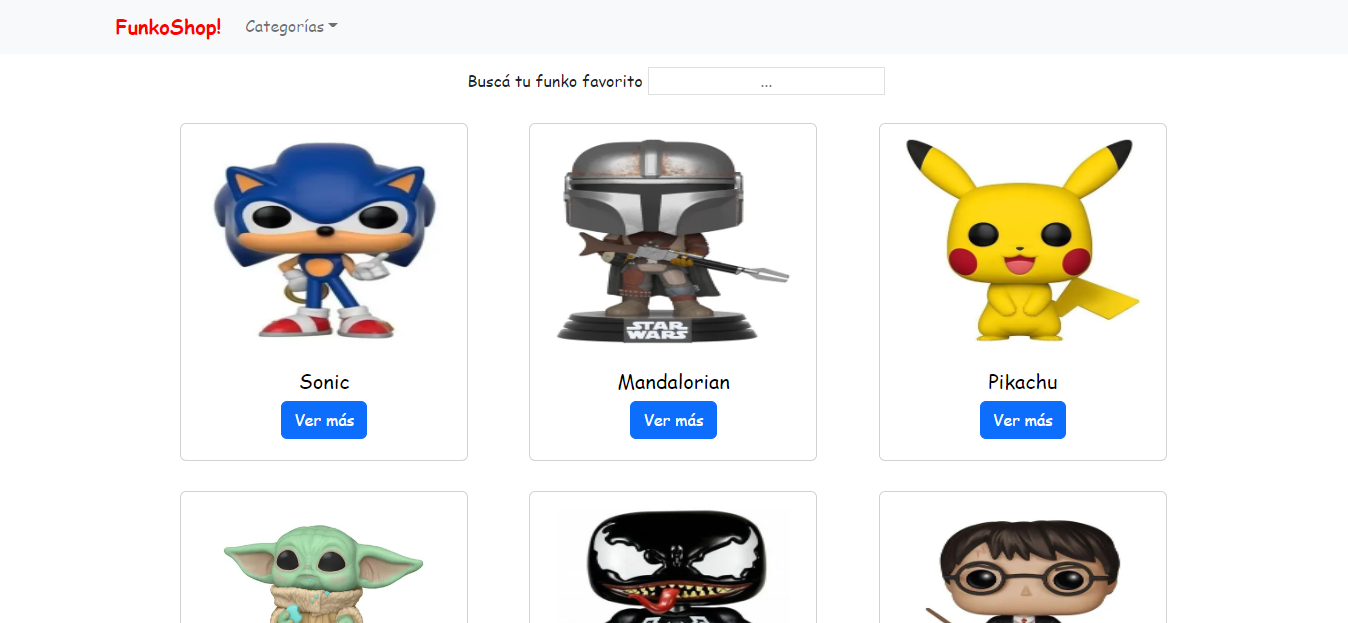 FunkoShop! Categorías
Buscá tu funko favorito ...
STAR
WARS
Sonic Mandalorian Pikachu
Ver más Ver más Ver más